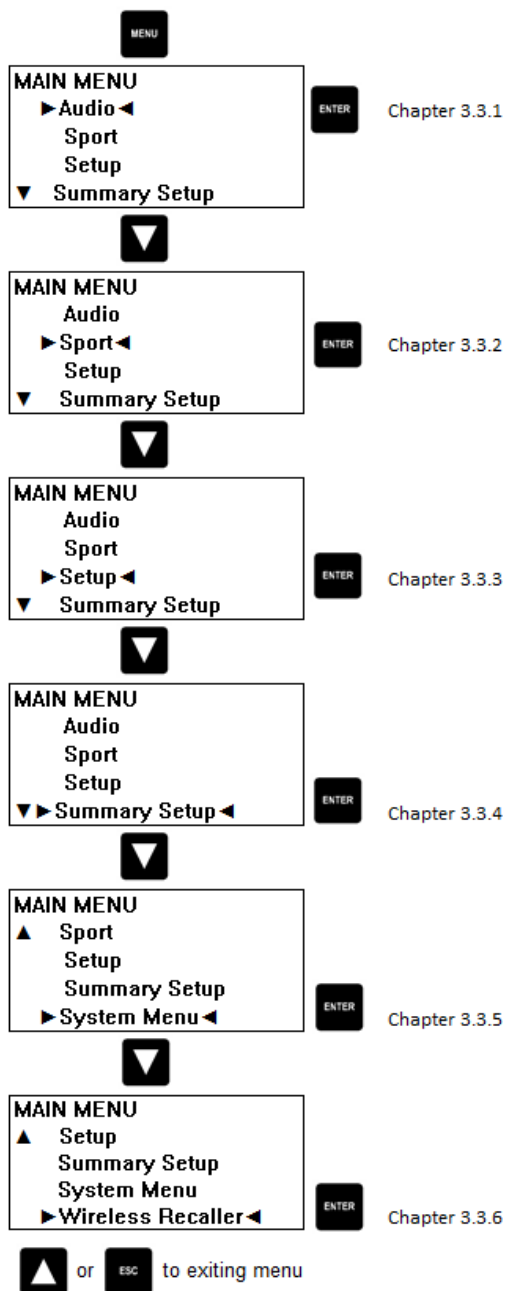 MENU
MAIN MENU
►Audio◄ ENTER Chapter 3.3.1
Sport
Setup
▼ Summary Setup
▼
MAIN MENU
Audio
►Sport◄ ENTER Chapter 3.3.2
Setup
▼ Summary Setup
▼
MAIN MENU
Audio
Sport
►Setup◄ ENTER Chapter 3.3.3
▼ Summary Setup
▼
MAIN MENU
Audio
Sport
Setup
▼►Summary Setup◄ ENTER Chapter 3.3.4
▼
MAIN MENU
▲ Sport
Setup
Summary Setup
►System Menu◄ ENTER Chapter 3.3.5
▼
MAIN MENU
▲ Setup
Summary Setup
System Menu
►Wireless Recaller◄ ENTER Chapter 3.3.6
▲ or ESC to exiting menu